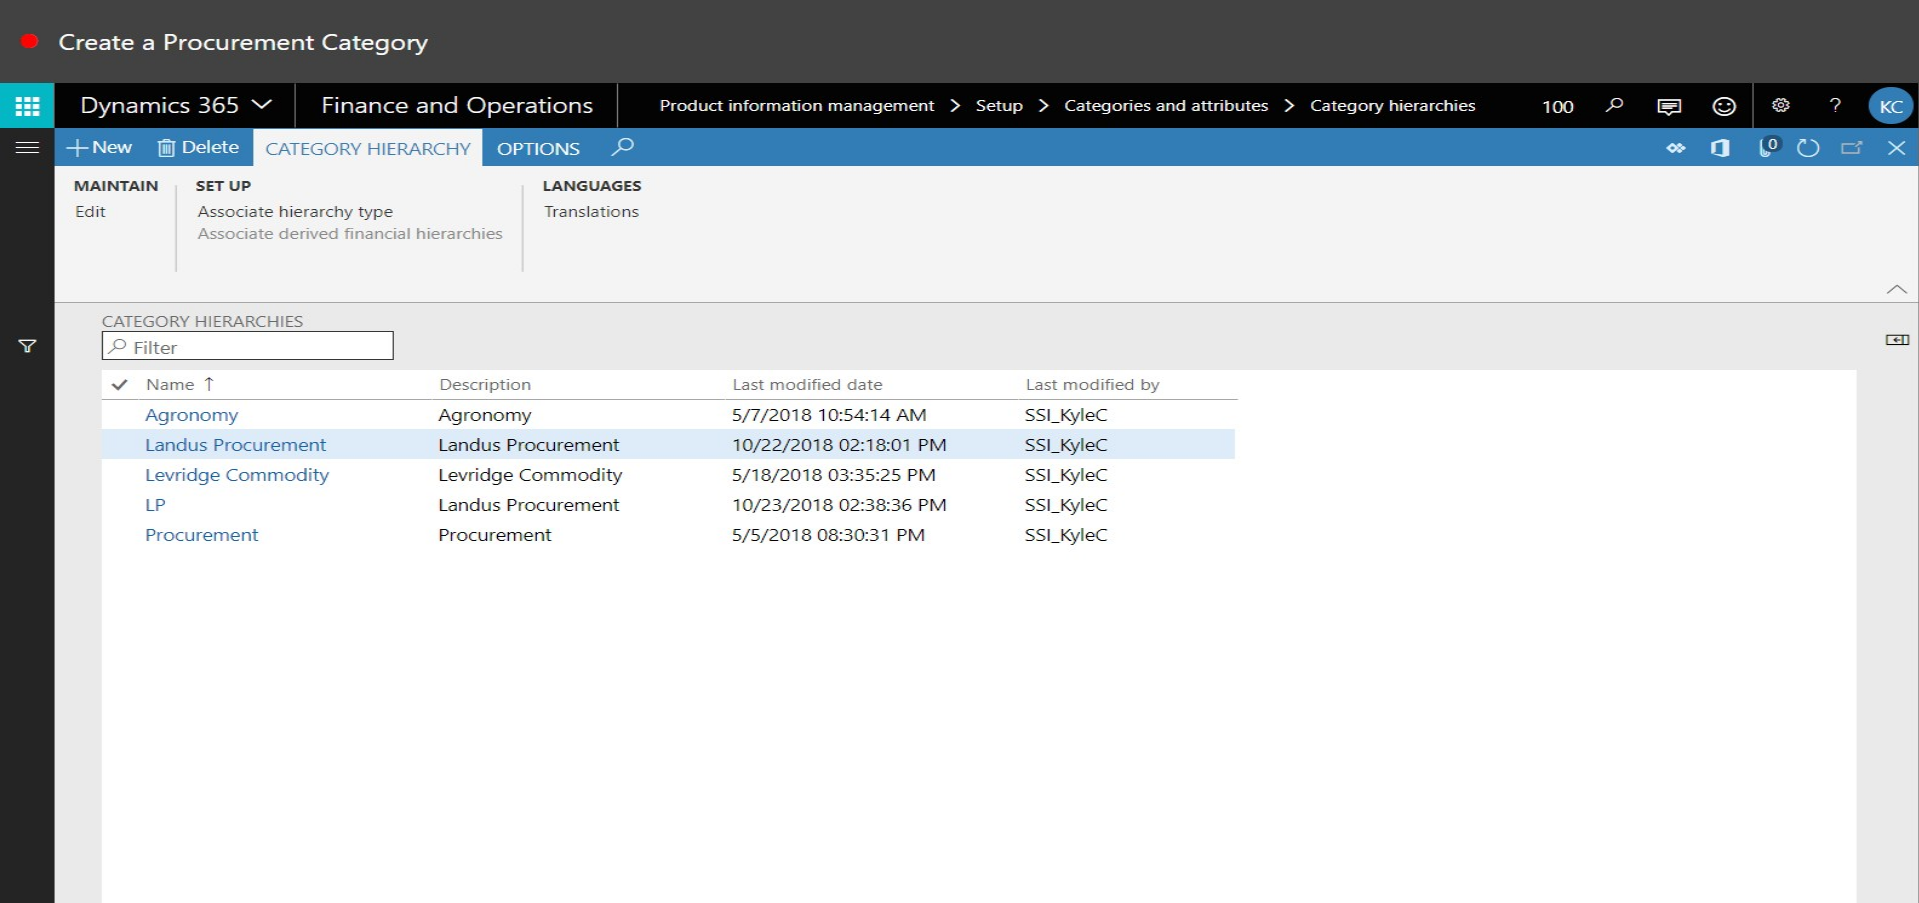 Create a Procurement Category
Dynamics 365 Finance and Operations Product information management > Setup > Categories and attributes > Category hierarchies 100 ? KC
+ New Delete CATEGORY HIERARCHY OPTIONS 0
MAINTAIN SET UP LANGUAGES
Edit Associate hierarchy type Translations
Associate derived financial hierarchies
CATEGORY HIERARCHIES
Filter
Name ↑ Description Last modified date Last modified by
Agronomy Agronomy 5/7/2018 10:54:14 AM SSI_KyleC
Landus Procurement Landus Procurement 10/22/2018 02:18:01 PM SSI_KyleC
Levridge Commodity Levridge Commodity 5/18/2018 03:35:25 PM SSI_KyleC
LP Landus Procurement 10/23/2018 02:38:36 PM SSI_KyleC
Procurement Procurement 5/5/2018 08:30:31 PM SSI_KyleC